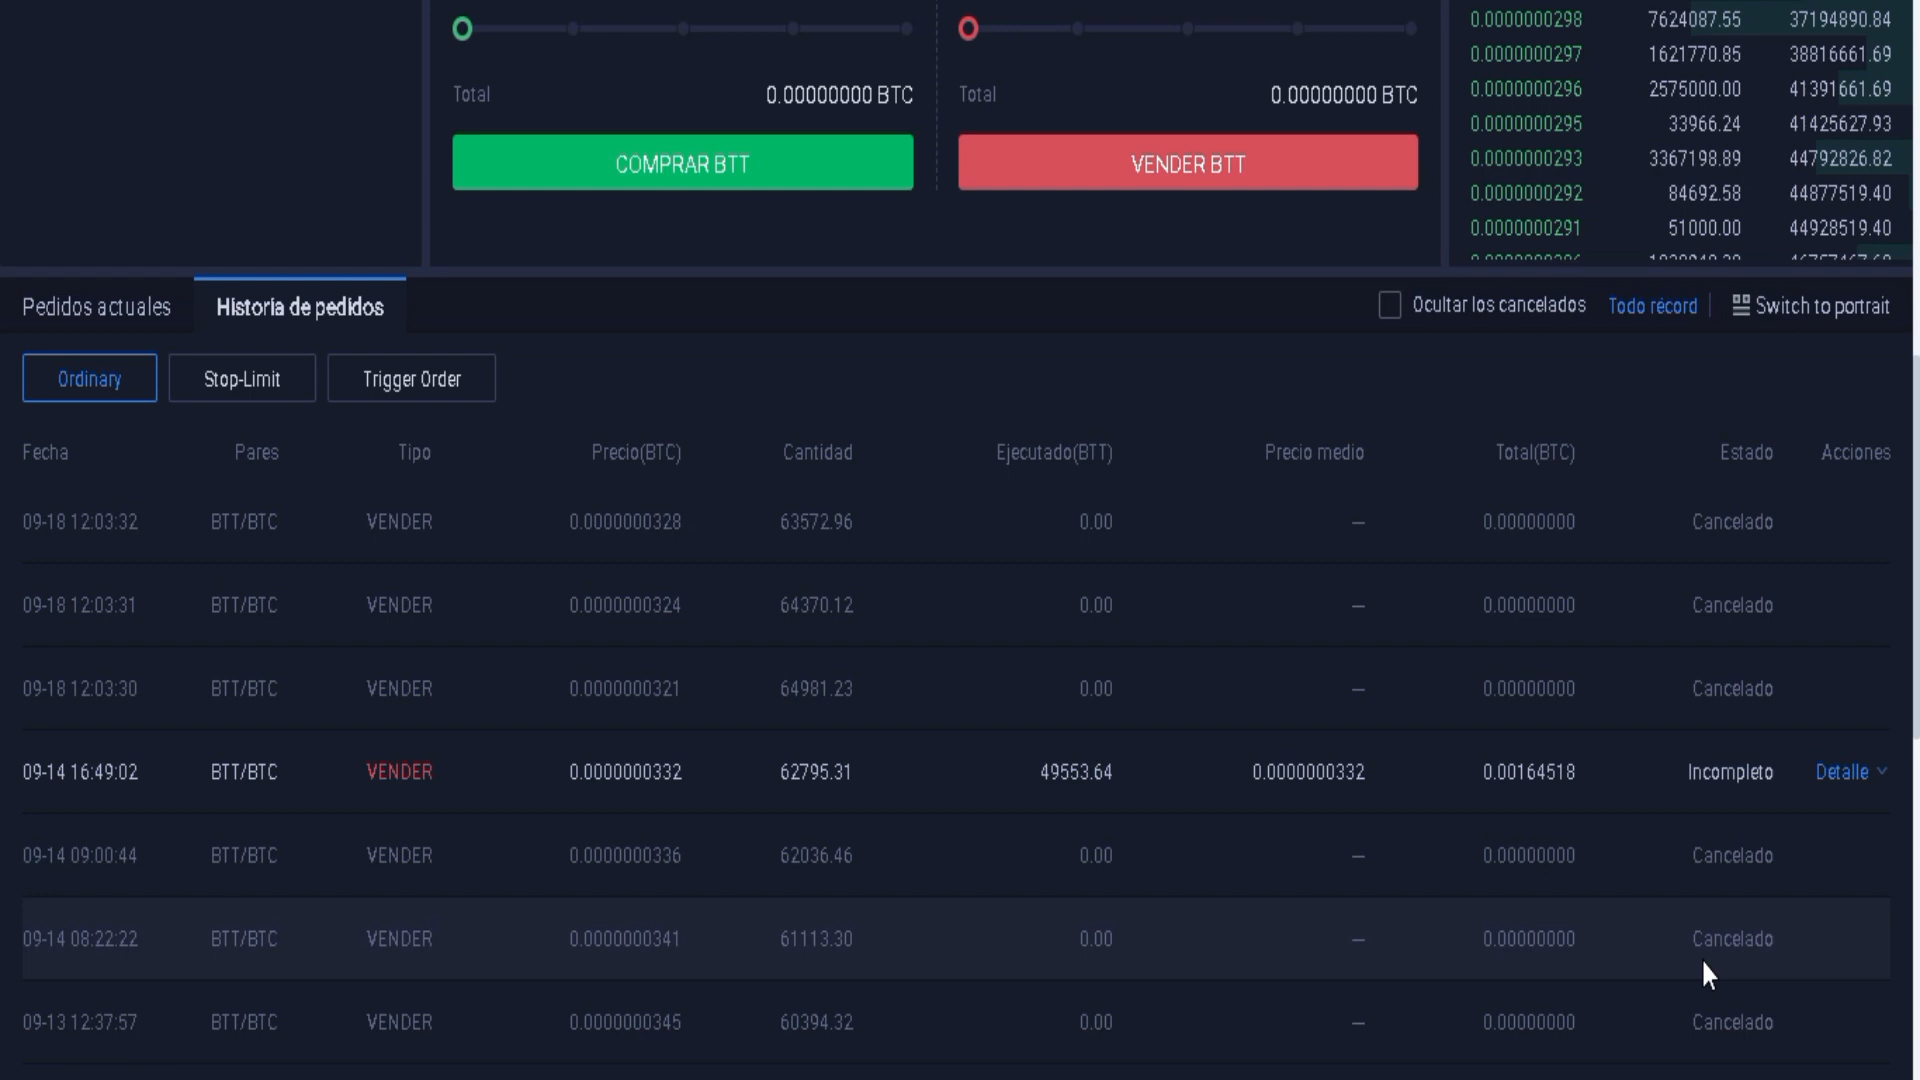 0.0000000298 7624087.55 37194890.84
0.0000000297 1621770.85 38816661.69
0.0000000296 2575000.00 41391661.69
Total 0.00000000 BTC Total 0.00000000 BTC
0.0000000295 33966.24 41425627.93
COMPRAR BTT VENDER BTT
0.0000000293 3367198.89 44792826.82
0.0000000292 84692.58 44877519.40
0.0000000291 51000.00 44928519.40
Pedidos actuales Historia de pedidos Ocultar los cancelados Todo récord Switch to portrait
Ordinary Stop-Limit Trigger Order
Fecha Pares Tipo Precio(BTC) Cantidad Ejecutado(BTT) Precio medio Total(BTC) Estado Acciones
09-18 12:03:32 BTT/BTC VENDER 0.0000000328 63572.96 0.00 — 0.00000000 Cancelado
09-18 12:03:31 BTT/BTC VENDER 0.0000000324 64370.12 0.00 — 0.00000000 Cancelado
09-18 12:03:30 BTT/BTC VENDER 0.0000000321 64981.23 0.00 — 0.00000000 Cancelado
09-14 16:49:02 BTT/BTC VENDER 0.0000000332 62795.31 49553.64 0.0000000332 0.00164518 Incompleto Detalle
09-14 09:00:44 BTT/BTC VENDER 0.0000000336 62036.46 0.00 — 0.00000000 Cancelado
09-14 08:22:22 BTT/BTC VENDER 0.0000000341 61113.30 0.00 — 0.00000000 Cancelado
09-13 12:37:57 BTT/BTC VENDER 0.0000000345 60394.32 0.00 — 0.00000000 Cancelado